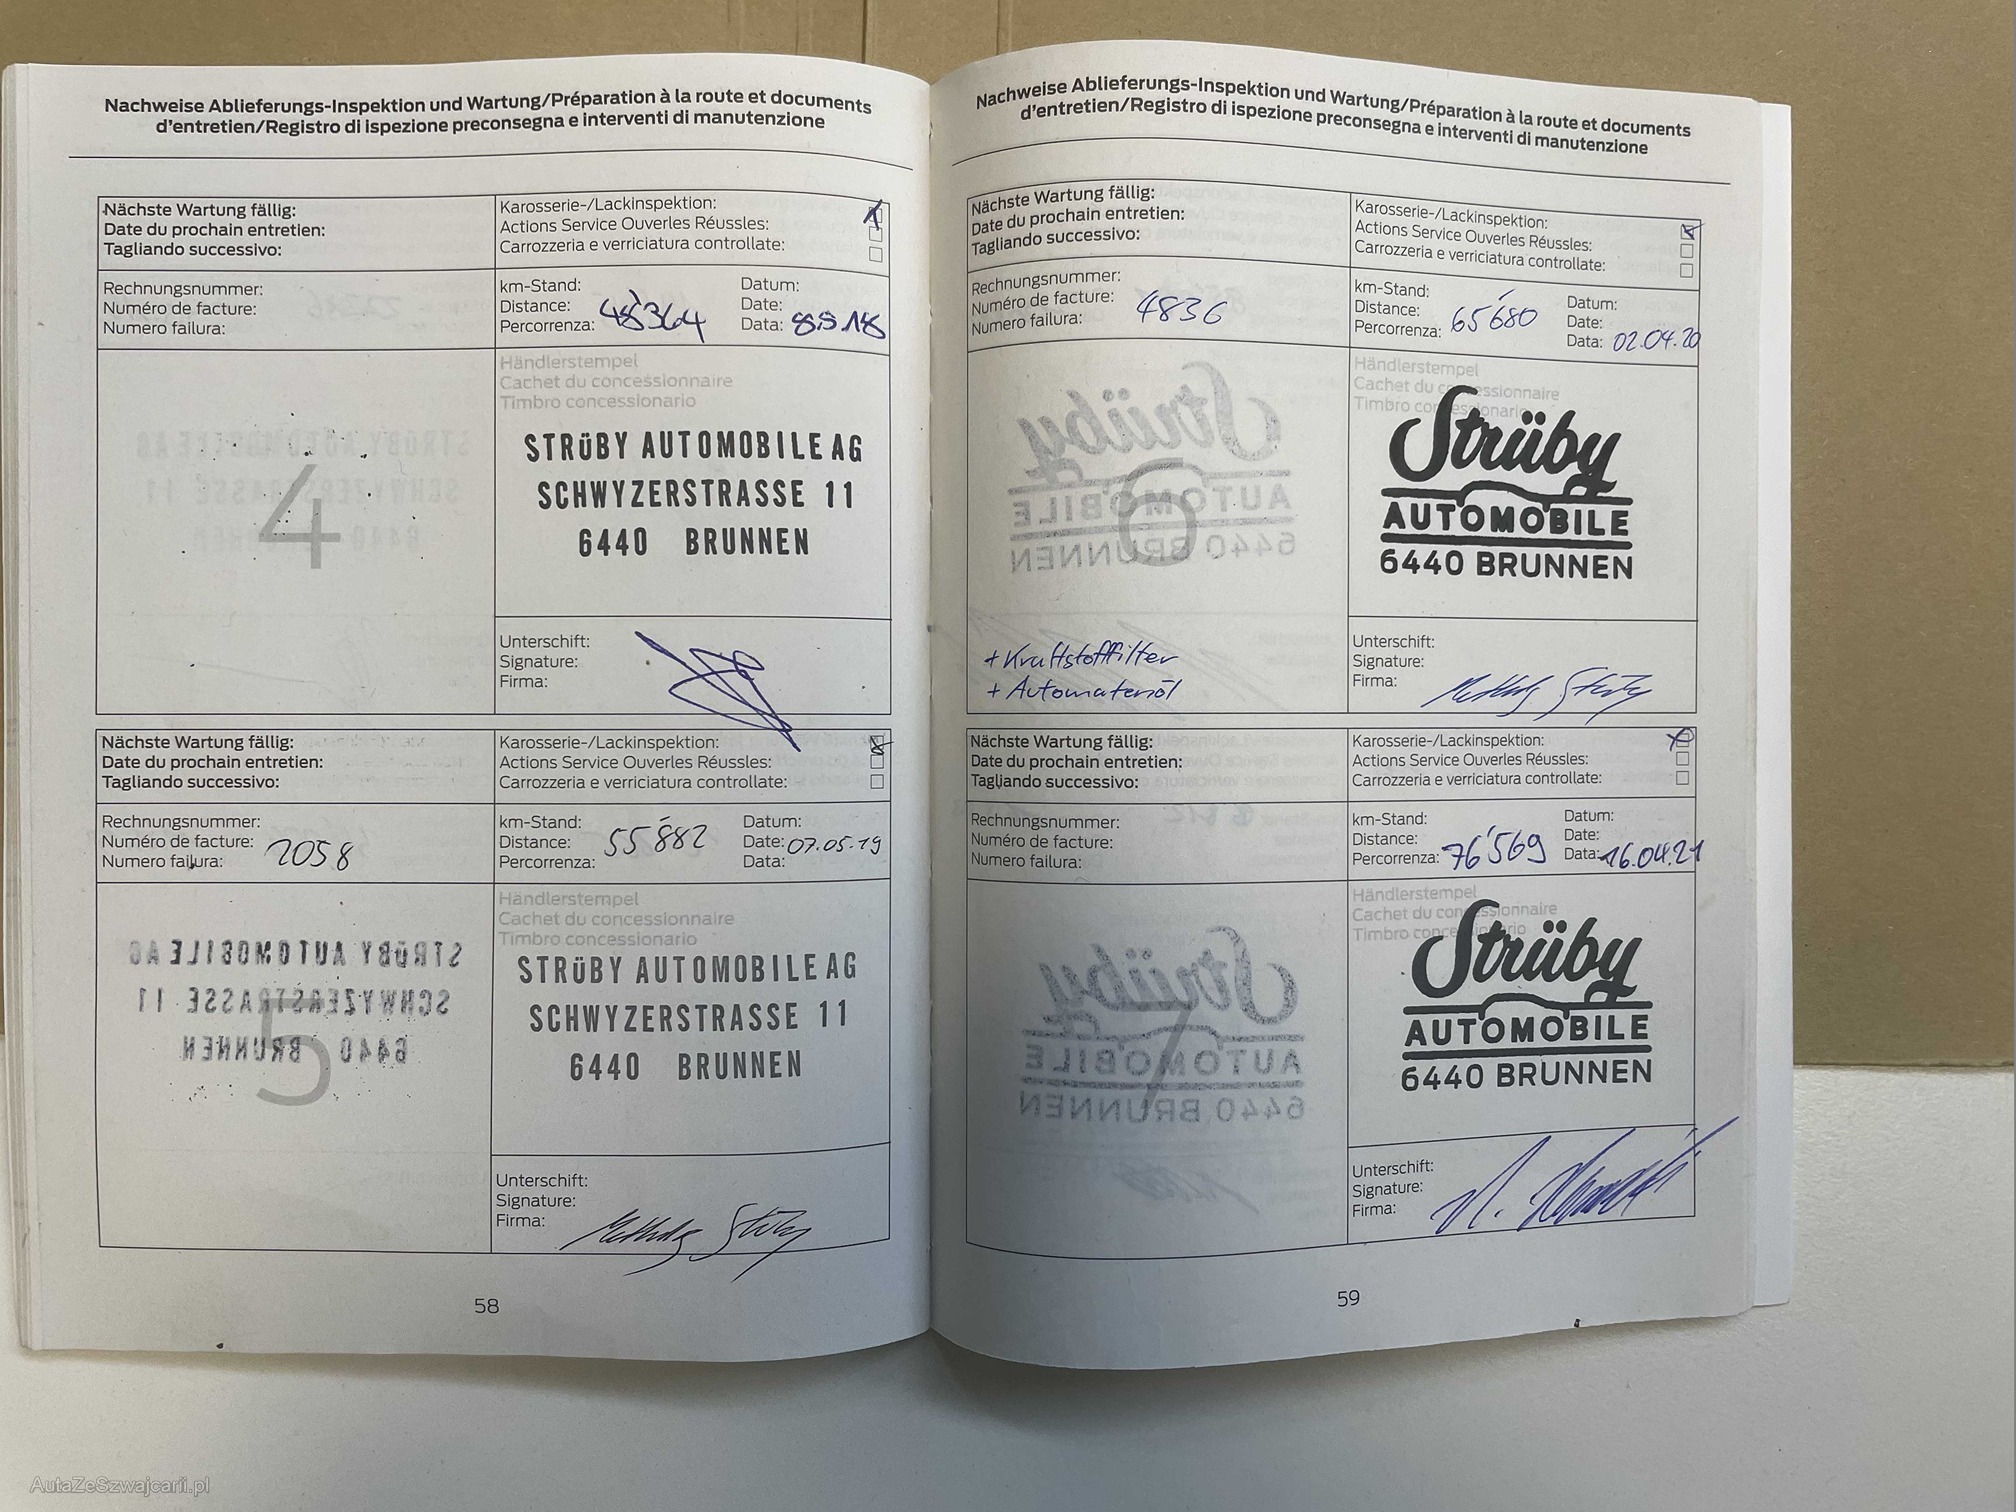 Nachweise Ablieferungs-Inspektion und Wartung/Préparation à la route et documents
d'entretien/Registro di ispezione preconsegna e interventi di manutenzione
Nächste Wartung fällig:
Date du prochain entretien:
Tagliando successivo:
Karosserie-/Lackinspektion:
Actions Service Ouverles Réussles:
Carrozzeria e verriciatura controllate:
Rechnungsnummer:
Numéro de facture:
Numero failura:
km-Stand:
Distance:
Percorrenza: 48'364
Datum:
Date:
Data: 8.5.18
4
Händlerstempel
Cachet du concessionnaire
Timbro concessionario
STRÜBY AUTOMOBILE AG
SCHWYZERSTRASSE 11
6440 BRUNNEN
Unterschift:
Signature:
Firma:
Nächste Wartung fällig:
Date du prochain entretien:
Tagliando successivo:
Karosserie-/Lackinspektion:
Actions Service Ouverles Réussles:
Carrozzeria e verriciatura controllate:
Rechnungsnummer:
Numéro de facture:
Numero failura: 2058
km-Stand:
Distance: 55'882
Percorrenza:
Datum:
Date: 07.05.19
Data:
5
Händlerstempel
Cachet du concessionnaire
Timbro concessionario
STRÜBY AUTOMOBILE AG
SCHWYZERSTRASSE 11
6440 BRUNNEN
Unterschift:
Signature:
Firma:
58
Nachweise Ablieferungs-Inspektion und Wartung/Préparation à la route et documents
d'entretien/Registro di ispezione preconsegna e interventi di manutenzione
Nächste Wartung fällig:
Date du prochain entretien:
Tagliando successivo:
Karosserie-/Lackinspektion:
Actions Service Ouverles Réussles:
Carrozzeria e verriciatura controllate:
Rechnungsnummer:
Numéro de facture: 4836
Numero failura:
km-Stand:
Distance:
Percorrenza: 65'680
Datum:
Date:
Data: 02.04.20
6
+ Kraftstofffilter
+ Automatenöl
Händlerstempel
Cachet du concessionnaire
Timbro concessionario
Strüby
AUTOMOBILE
6440 BRUNNEN
Unterschift:
Signature:
Firma:
Nächste Wartung fällig:
Date du prochain entretien:
Tagliando successivo:
Karosserie-/Lackinspektion:
Actions Service Ouverles Réussles:
Carrozzeria e verriciatura controllate:
Rechnungsnummer:
Numéro de facture:
Numero failura:
km-Stand:
Distance:
Percorrenza: 76'569
Datum:
Date:
Data: 16.04.21
7
Händlerstempel
Cachet du concessionnaire
Timbro concessionario
Strüby
AUTOMOBILE
6440 BRUNNEN
Unterschift:
Signature:
Firma:
59
AutaZeSzwajcarii.pl